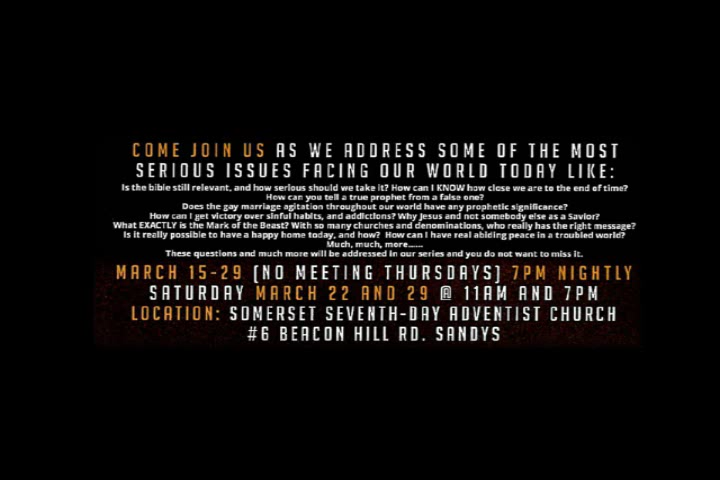 COME JOIN US AS WE ADDRESS SOME OF THE MOST
SERIOUS ISSUES FACING OUR WORLD TODAY LIKE:
Is the bible still relevant, and how serious should we take it? How can I KNOW how close we are to the end of time?
How can you tell a true prophet from a false one?
Does the gay marriage agitation throughout our world have any prophetic significance?
How can I get victory over sinful habits, and addictions? Why Jesus and not somebody else as a Savior?
What EXACTLY is the Mark of the Beast? With so many churches and denominations, who really has the right message?
Is it really possible to have a happy home today, and how? How can I have real abiding peace in a troubled world?
Much, much, more......
These questions and much more will be addressed in our series and you do not want to miss it.
MARCH 15-29 [NO MEETING THURSDAYS] 7PM NIGHTLY
SATURDAY MARCH 22 AND 29 @ 11AM AND 7PM
LOCATION: SOMERSET SEVENTH-DAY ADVENTIST CHURCH
#6 BEACON HILL RD. SANDYS